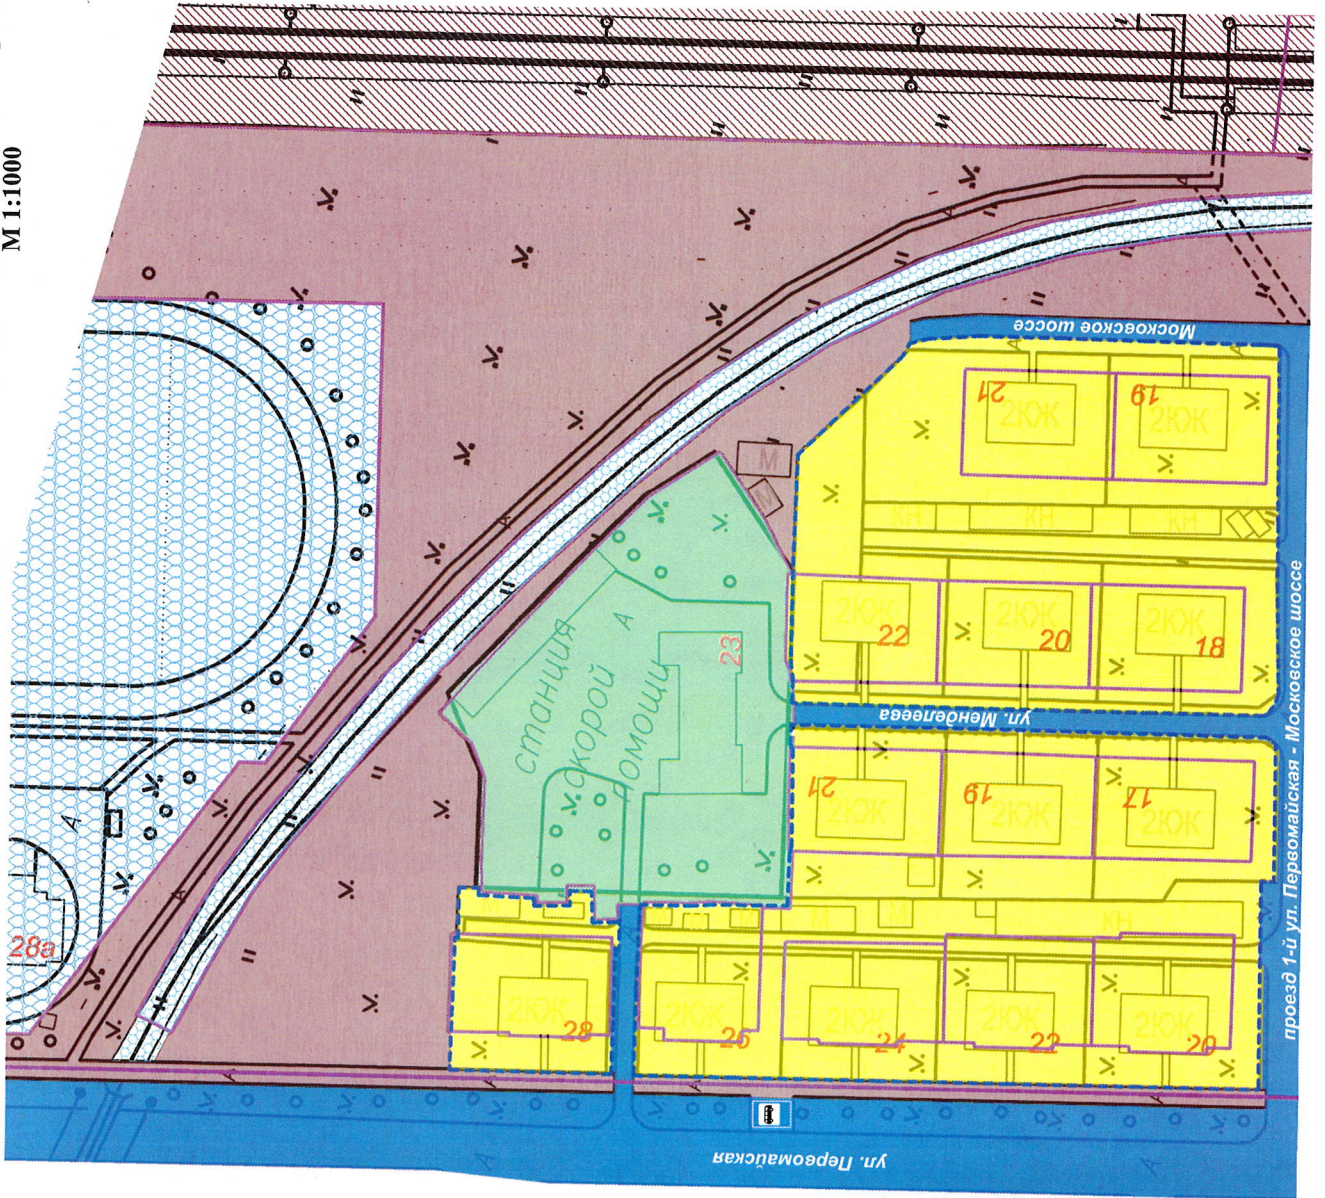 М 1:1000
Московское шоссе
21
2КЖ
19
2КЖ
КН
КН
КН
М
М
станция
скорой
помощи
А
23
2КЖ
22
2КЖ
20
2КЖ
18
ул. Менделеева
21
2КЖ
19
2КЖ
17
2КЖ
проезд 1-й ул. Первомайская - Московское шоссе
М
М
КН
28а
А
2КЖ
28
2КЖ
26
2КЖ
24
2КЖ
22
2КЖ
20
ул. Первомайская